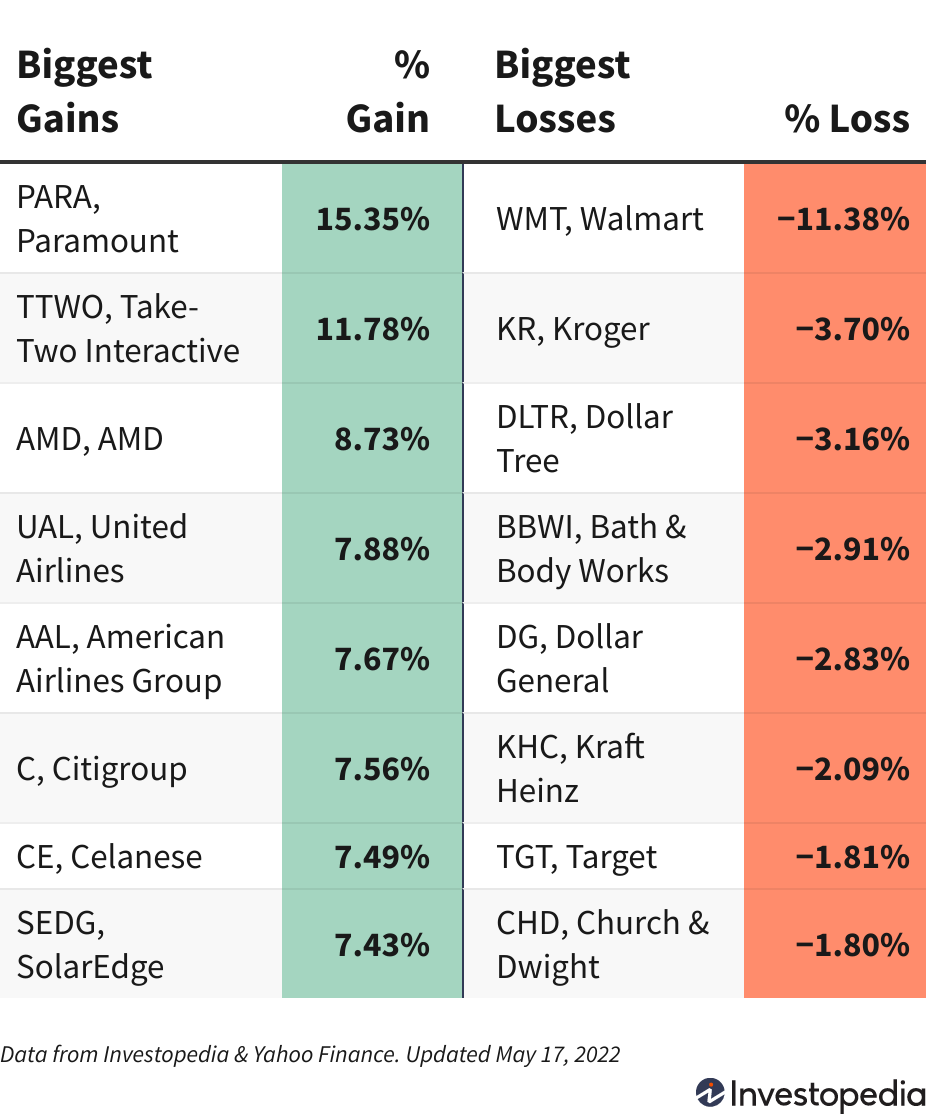 Biggest Gains % Gain Biggest Losses % Loss
PARA, Paramount 15.35% WMT, Walmart −11.38%
TTWO, Take-Two Interactive 11.78% KR, Kroger −3.70%
AMD, AMD 8.73% DLTR, Dollar Tree −3.16%
UAL, United Airlines 7.88% BBWI, Bath & Body Works −2.91%
AAL, American Airlines Group 7.67% DG, Dollar General −2.83%
C, Citigroup 7.56% KHC, Kraft Heinz −2.09%
CE, Celanese 7.49% TGT, Target −1.81%
SEDG, SolarEdge 7.43% CHD, Church & Dwight −1.80%
Data from Investopedia & Yahoo Finance. Updated May 17, 2022
Investopedia